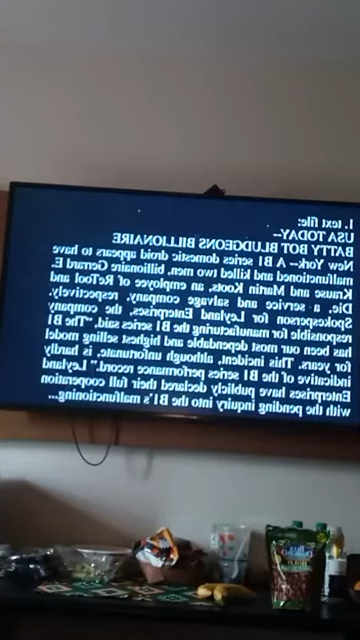 1. text file:
USA TODAY--
BATTY BOT BLUDGEONS BILLIONAIRE
New York-- A B1 series domestic droid appears to have
malfunctioned and killed two men, billionaire Gerrard E.
Krause and Martin Koots, an employee of ReTool and
Die, a service and salvage company, respectively.
Spokesperson for Leyland Enterprises, the company
responsible for manufacturing the B1 series said, "The B1
has been our most dependable and highest selling model
for years. This incident, although unfortunate, is hardly
indicative of the B1 series performance record." Leyland
Enterprises have publicly declared their full cooperation
with the pending inquiry into the B1's malfunctioning...
BLUE
DIAMOND